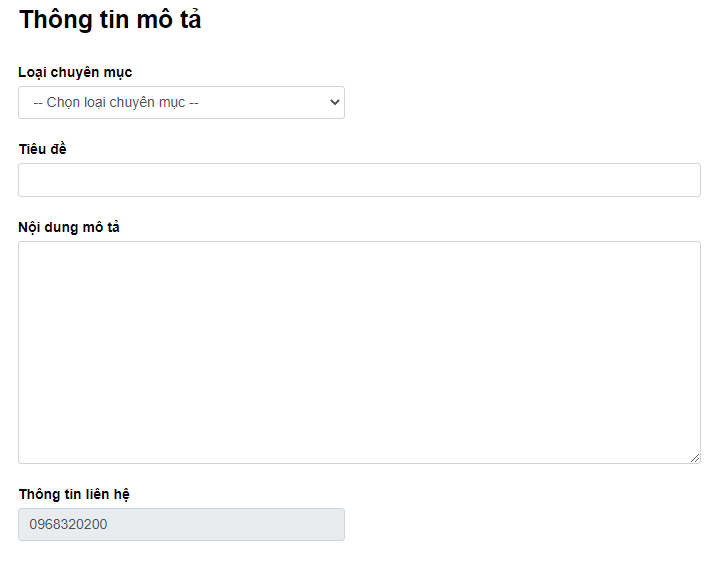 Thông tin mô tả
Loại chuyên mục
-- Chọn loại chuyên mục --
Tiêu đề
Nội dung mô tả
Thông tin liên hệ
0968320200